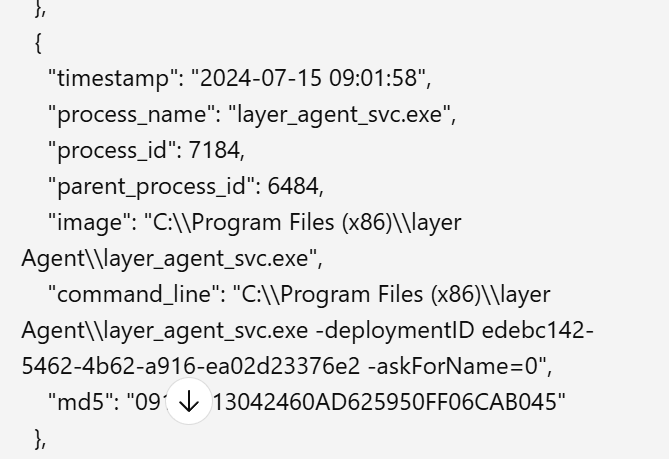 },
{
"timestamp": "2024-07-15 09:01:58",
"process_name": "layer_agent_svc.exe",
"process_id": 7184,
"parent_process_id": 6484,
"image": "C:\\Program Files (x86)\\layer
Agent\\layer_agent_svc.exe",
"command_line": "C:\\Program Files (x86)\\layer
Agent\\layer_agent_svc.exe -deploymentID edebc142-
5462-4b62-a916-ea02d23376e2 -askForName=0",
"md5": "091 13042460AD625950FF06CAB045"
},